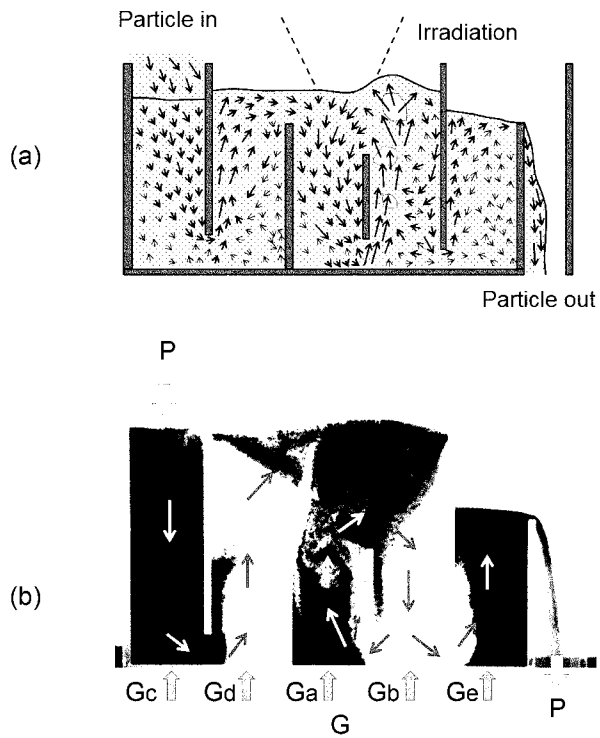 Particle in
Irradiation
(a)
Particle out
P
(b)
Gc Gd Ga Gb Ge P
G